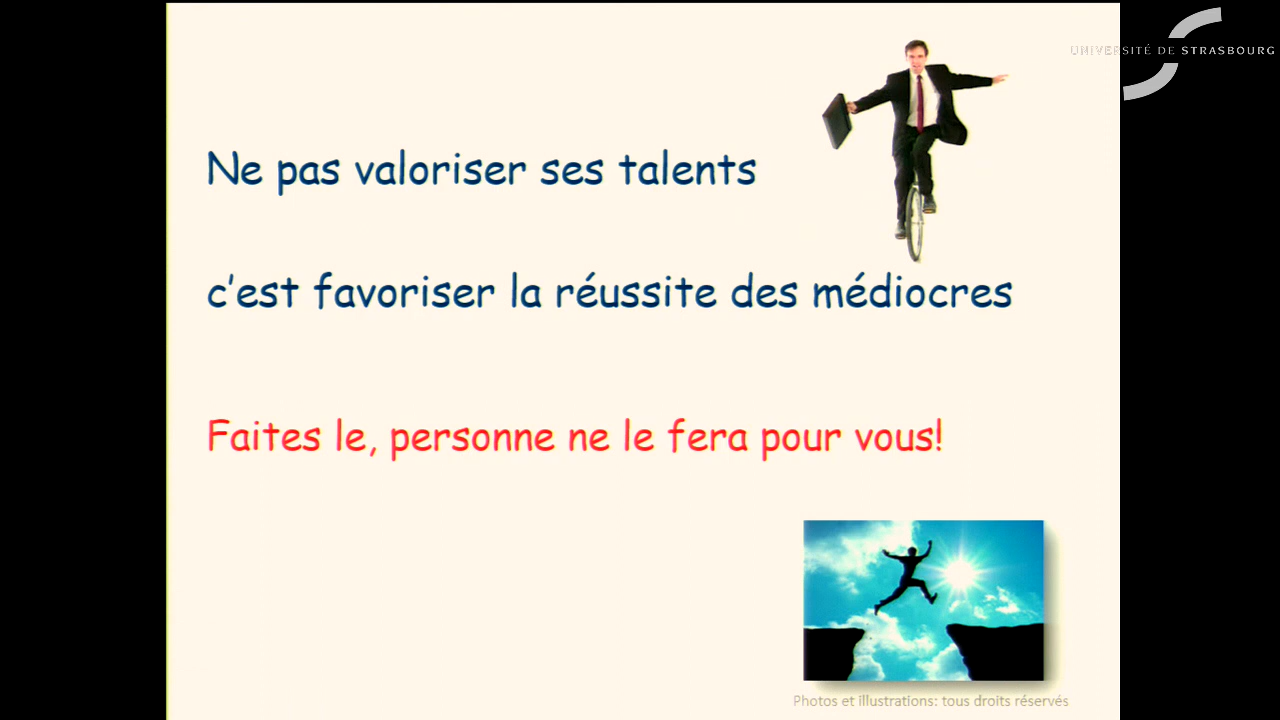 UNIVERSITÉ DE STRASBOURG
Ne pas valoriser ses talents
c'est favoriser la réussite des médiocres
Faites le, personne ne le fera pour vous!
Photos et illustrations: tous droits réservés